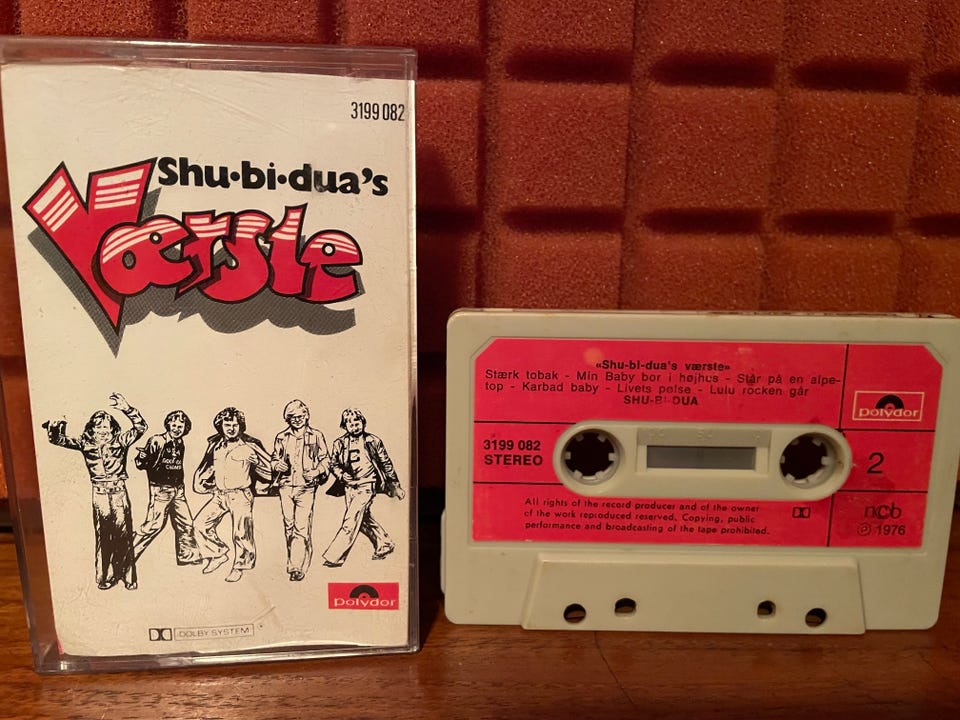 3199 082
Shu·bi·dua's
Værste
USA
C
polydor
DOLBY SYSTEM
«Shu-bi-dua's værste»
Stærk tobak - Min Baby bor i højhus - Står på en alpe-
top - Karbad baby - Livets pølse - Lulu rocken går
SHU-BI-DUA
polydor
3199 082
STEREO
2
All rights of the record producer and of the owner
of the work reproduced reserved. Copying, public
performance and broadcasting of the tape prohibited.
ncb
℗ 1976